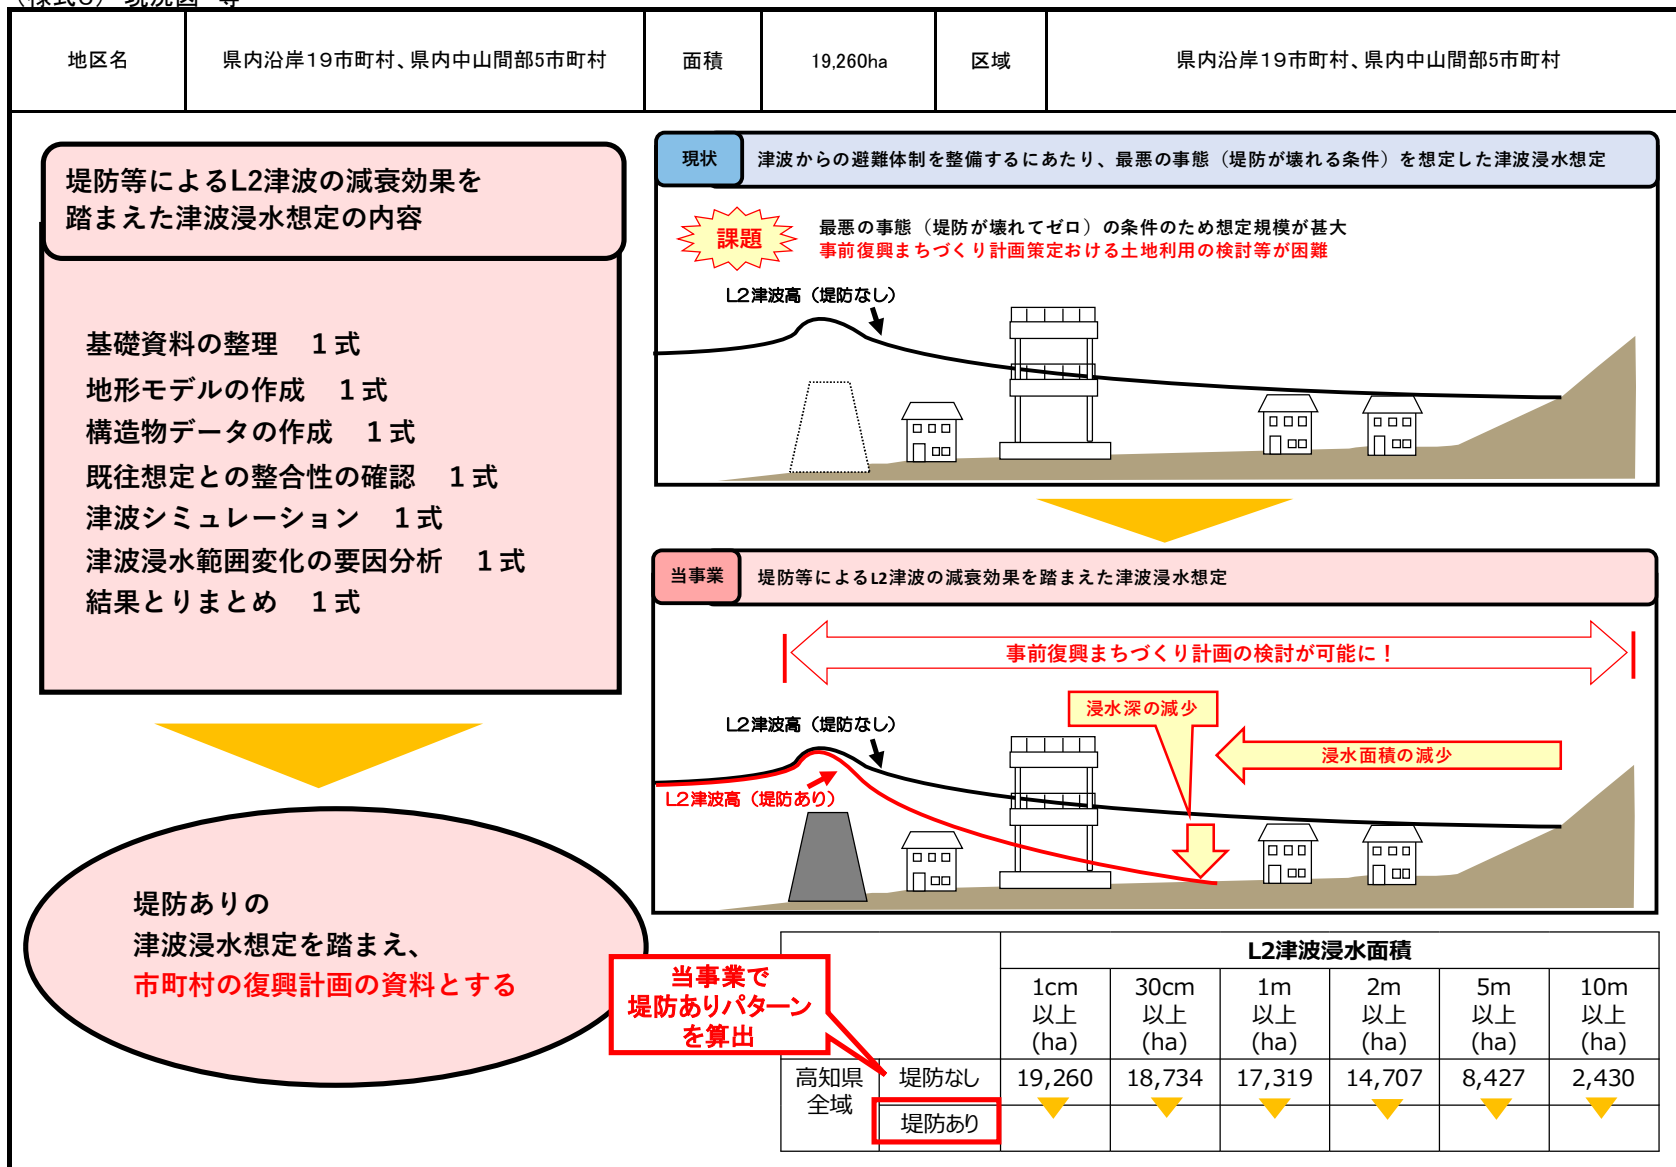 （様式6） 現況図 等
地区名
県内沿岸19市町村、県内中山間部5市町村
面積
19,260ha
区域
県内沿岸19市町村、県内中山間部5市町村
堤防等によるL2津波の減衰効果を
踏まえた津波浸水想定の内容
基礎資料の整理　１式
地形モデルの作成　１式
構造物データの作成　１式
既往想定との整合性の確認　１式
津波シミュレーション　１式
津波浸水範囲変化の要因分析　１式
結果とりまとめ　１式
堤防ありの
津波浸水想定を踏まえ、
市町村の復興計画の資料とする
現状
津波からの避難体制を整備するにあたり、最悪の事態（堤防が壊れる条件）を想定した津波浸水想定
課題
最悪の事態（堤防が壊れてゼロ）の条件のため想定規模が甚大
事前復興まちづくり計画策定おける土地利用の検討等が困難
L2津波高（堤防なし）
当事業
堤防等によるL2津波の減衰効果を踏まえた津波浸水想定
事前復興まちづくり計画の検討が可能に！
浸水深の減少
L2津波高（堤防なし）
浸水面積の減少
L2津波高（堤防あり）
当事業で
堤防ありパターン
を算出
L2津波浸水面積
1cm
以上
(ha)
30cm
以上
(ha)
1m
以上
(ha)
2m
以上
(ha)
5m
以上
(ha)
10m
以上
(ha)
高知県
全域
堤防なし
19,260
18,734
17,319
14,707
8,427
2,430
堤防あり